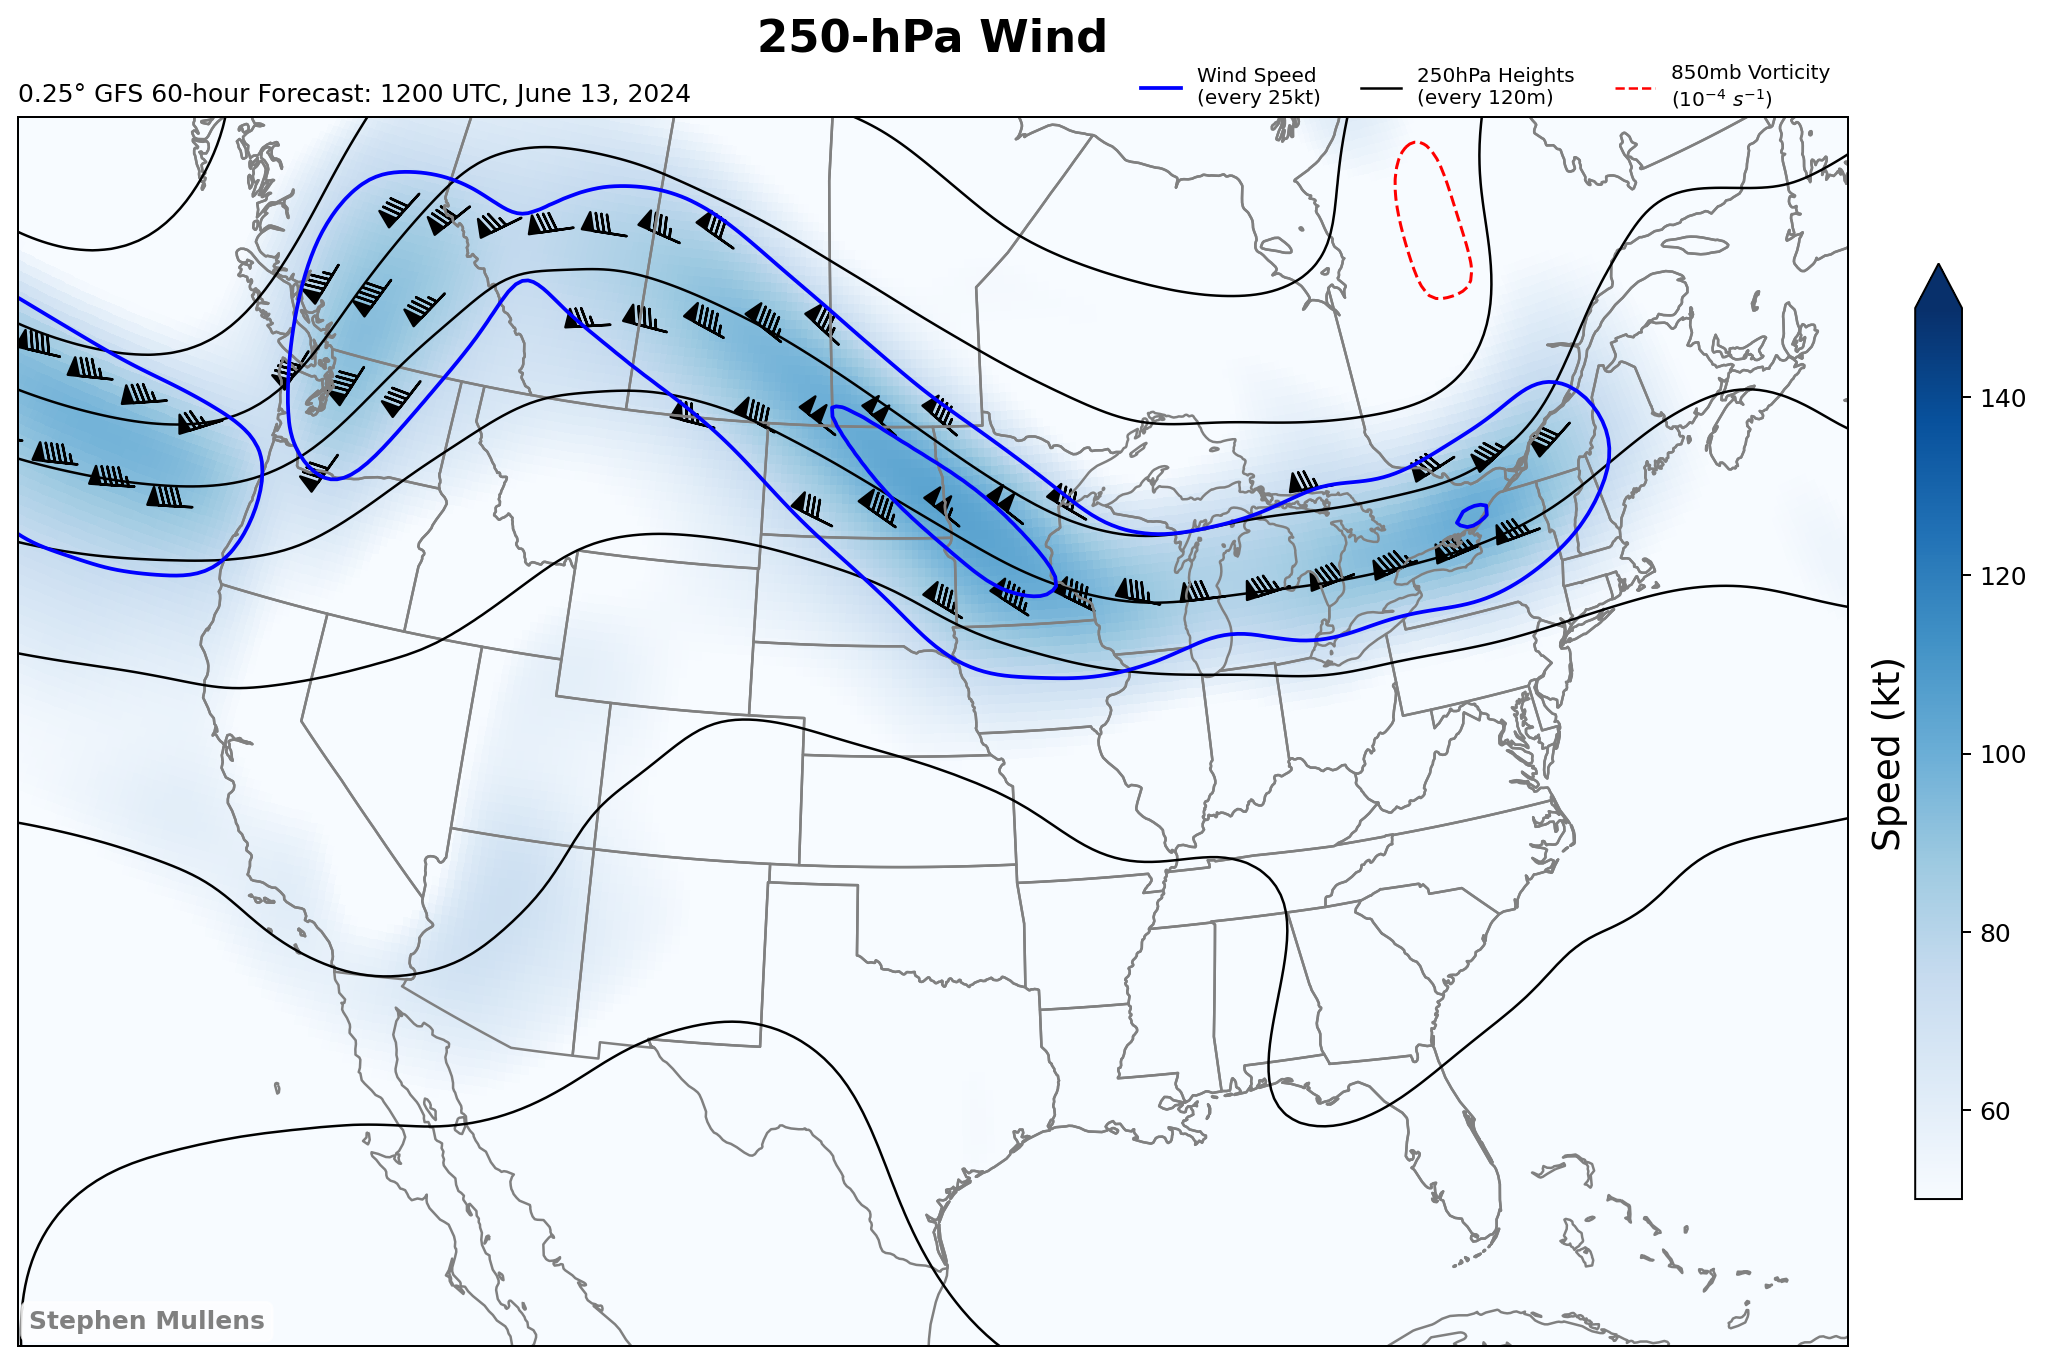 250-hPa Wind
0.25° GFS 60-hour Forecast: 1200 UTC, June 13, 2024
Wind Speed
(every 25kt)
250hPa Heights
(every 120m)
850mb Vorticity
(10⁻⁴ s⁻¹)
140
120
100
80
60
Speed (kt)
Stephen Mullens